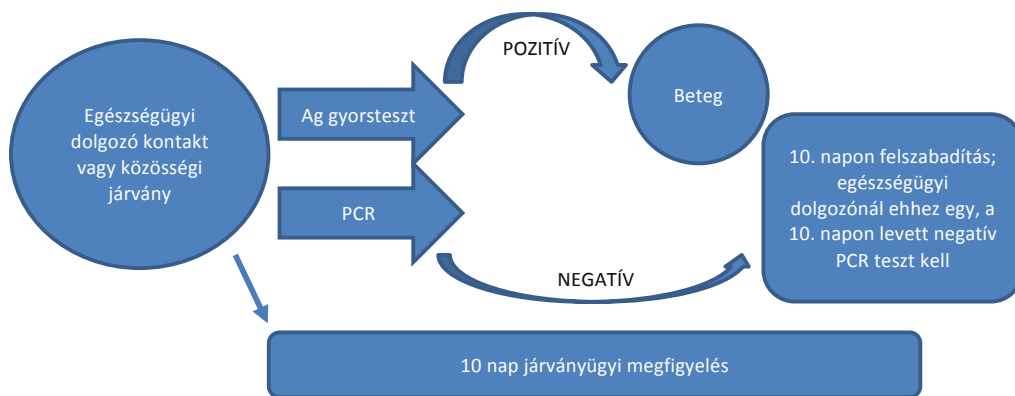 Egészségügyi
dolgozó kontakt
vagy közösségi
járvány
Ag gyorsteszt
PCR
POZITÍV
Beteg
NEGATÍV
10. napon felszabadítás;
egészségügyi
dolgozónál ehhez egy, a
10. napon levett negatív
PCR teszt kell
10 nap járványügyi megfigyelés